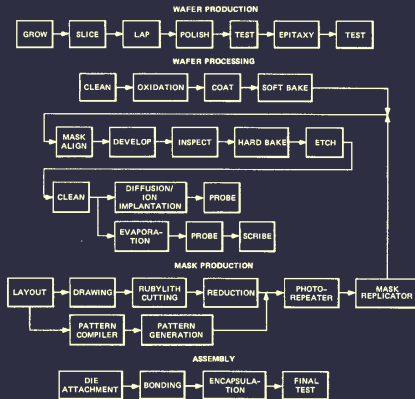 WAFER PRODUCTION
GROW SLICE LAP POLISH TEST EPITAXY TEST
WAFER PROCESSING
CLEAN OXIDATION COAT SOFT BAKE
MASK
ALIGN
DEVELOP INSPECT HARD BAKE ETCH
CLEAN
DIFFUSION/
ION
IMPLANTATION
PROBE
EVAPORA-
TION
PROBE SCRIBE
MASK PRODUCTION
LAYOUT DRAWING
RUBYLITH
CUTTING
REDUCTION
PHOTO-
REPEATER
MASK
REPLICATOR
PATTERN
COMPILER
PATTERN
GENERATION
ASSEMBLY
DIE
ATTACHMENT
BONDING
ENCAPSULA-
TION
FINAL
TEST